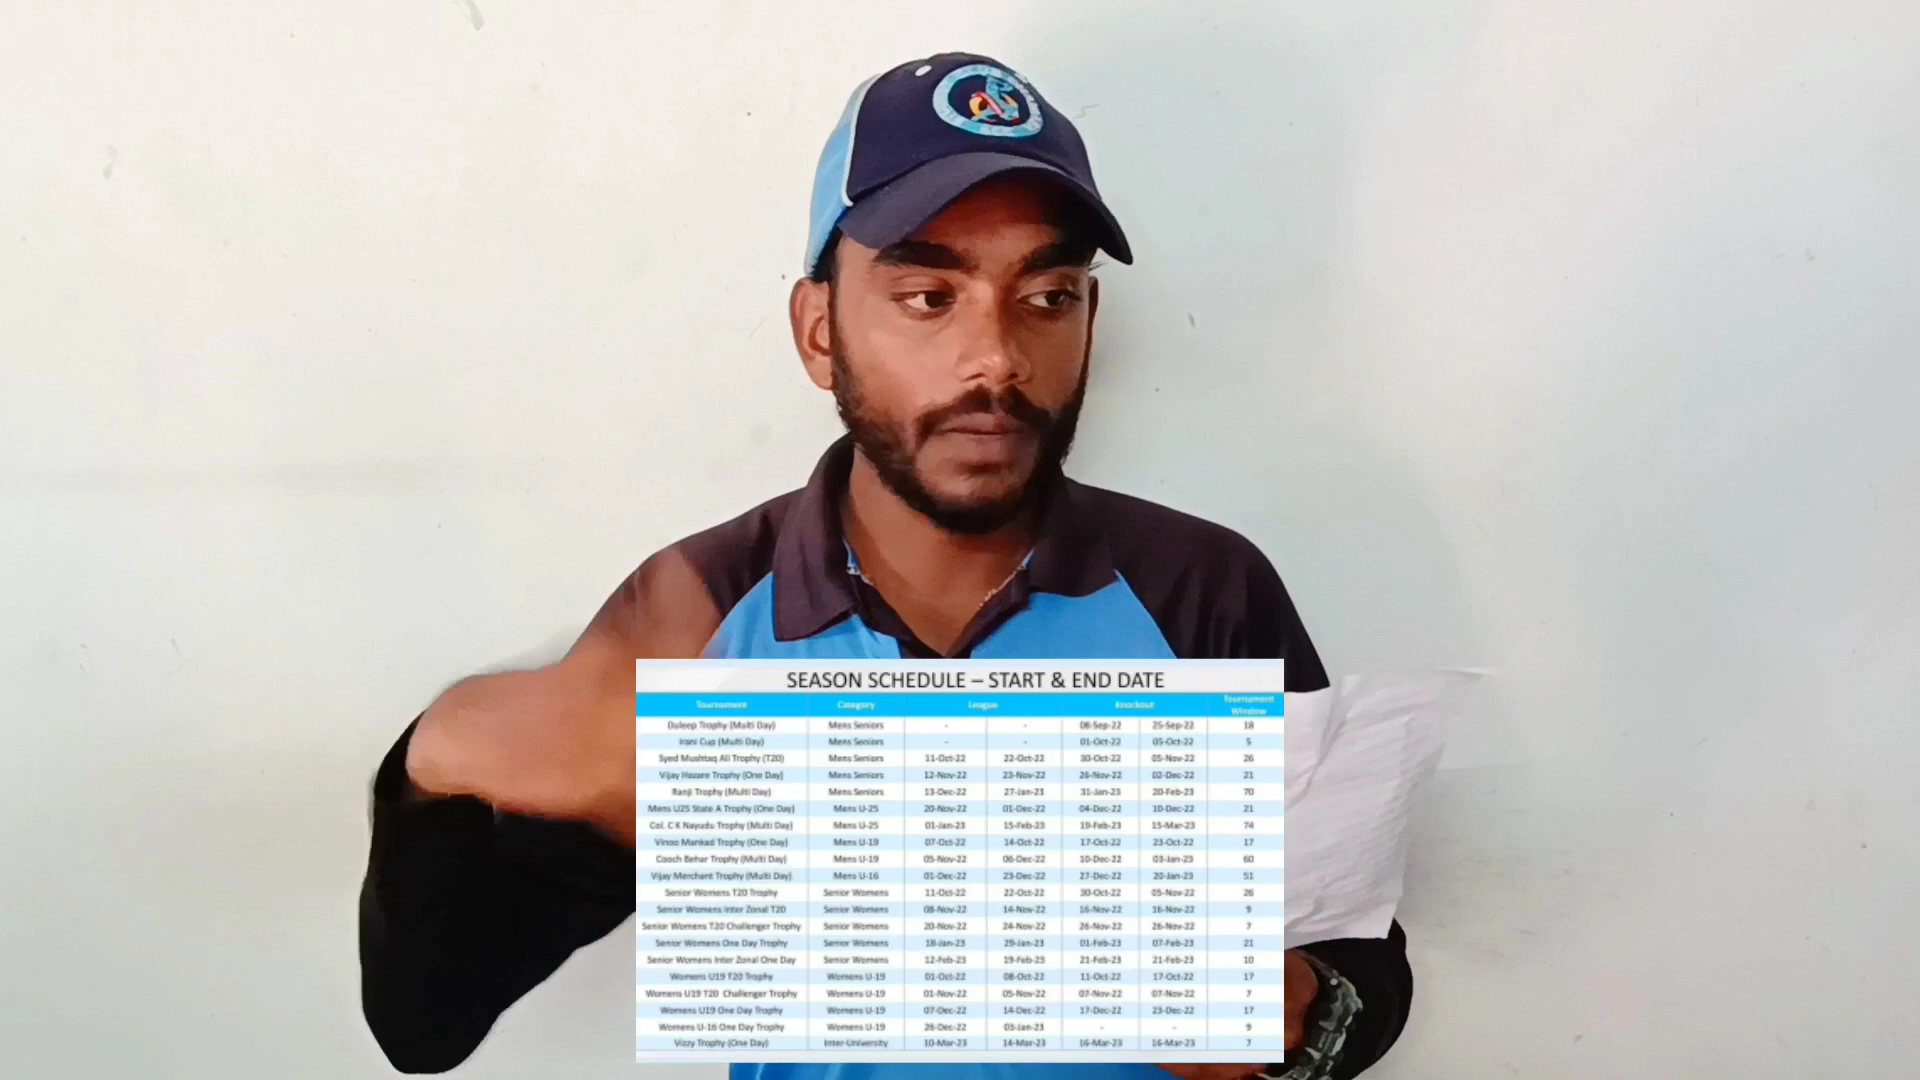 SEASON SCHEDULE – START & END DATE
Tournament Category League Knockout Tournament Window
Duleep Trophy (Multi Day) Mens Seniors - - 08-Sep-22 25-Sep-22 18
Irani Cup (Multi Day) Mens Seniors - - 01-Oct-22 05-Oct-22 5
Syed Mushtaq Ali Trophy (T20) Mens Seniors 11-Oct-22 22-Oct-22 30-Oct-22 05-Nov-22 26
Vijay Hazare Trophy (One Day) Mens Seniors 12-Nov-22 23-Nov-22 26-Nov-22 02-Dec-22 21
Ranji Trophy (Multi Day) Mens Seniors 13-Dec-22 27-Jan-23 31-Jan-23 20-Feb-23 70
Mens U25 State A Trophy (One Day) Mens U-25 20-Nov-22 01-Dec-22 04-Dec-22 10-Dec-22 21
Col. C K Nayudu Trophy (Multi Day) Mens U-25 01-Jan-23 15-Feb-23 19-Feb-23 15-Mar-23 74
Vinoo Mankad Trophy (One Day) Mens U-19 07-Oct-22 14-Oct-22 17-Oct-22 23-Oct-22 17
Cooch Behar Trophy (Multi Day) Mens U-19 05-Nov-22 06-Dec-22 10-Dec-22 03-Jan-23 60
Vijay Merchant Trophy (Multi Day) Mens U-16 01-Dec-22 23-Dec-22 27-Dec-22 20-Jan-23 51
Senior Womens T20 Trophy Senior Womens 11-Oct-22 22-Oct-22 30-Oct-22 05-Nov-22 26
Senior Womens Inter Zonal T20 Senior Womens 08-Nov-22 14-Nov-22 16-Nov-22 16-Nov-22 9
Senior Womens T20 Challenger Trophy Senior Womens 20-Nov-22 24-Nov-22 26-Nov-22 26-Nov-22 7
Senior Womens One Day Trophy Senior Womens 18-Jan-23 29-Jan-23 01-Feb-23 07-Feb-23 21
Senior Womens Inter Zonal One Day Senior Womens 12-Feb-23 19-Feb-23 21-Feb-23 21-Feb-23 10
Womens U19 T20 Trophy Womens U-19 01-Oct-22 08-Oct-22 11-Oct-22 17-Oct-22 17
Womens U19 T20 Challenger Trophy Womens U-19 01-Nov-22 05-Nov-22 07-Nov-22 07-Nov-22 7
Womens U19 One Day Trophy Womens U-19 07-Dec-22 14-Dec-22 17-Dec-22 23-Dec-22 17
Womens U-16 One Day Trophy Womens U-19 26-Dec-22 03-Jan-23 - - 9
Vizzy Trophy (One Day) Inter-University 10-Mar-23 14-Mar-23 16-Mar-23 16-Mar-23 7